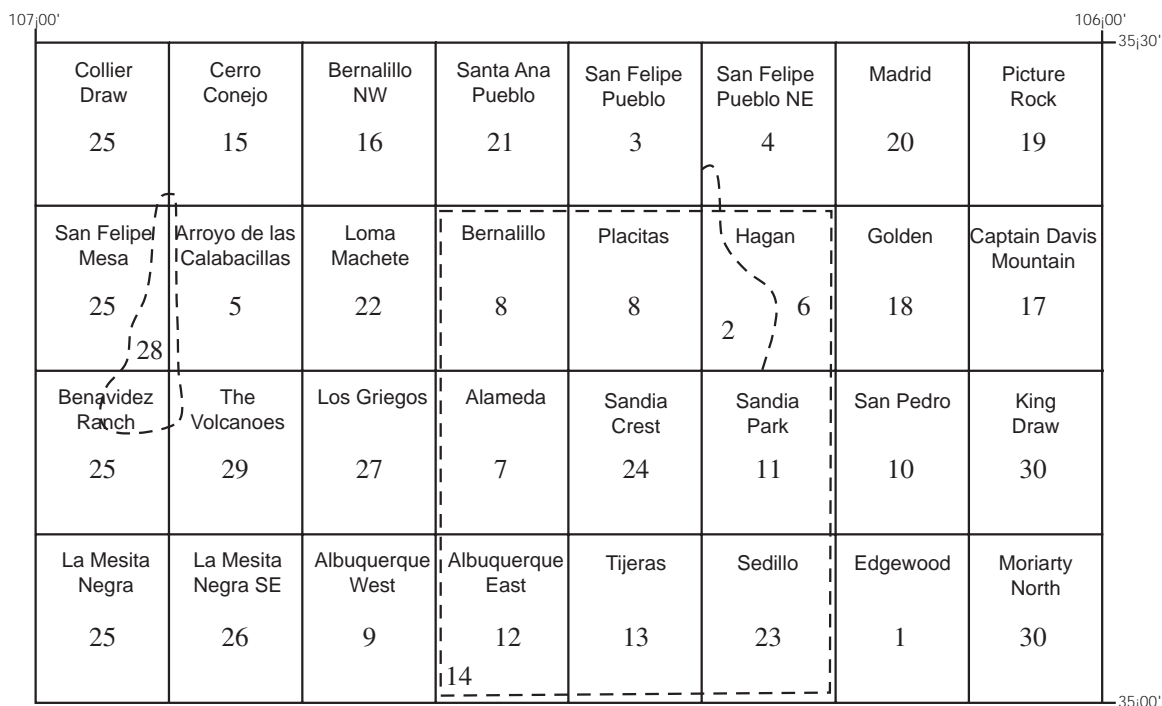 107¡00'
106¡00'
35¡30'
Collier
Draw
25
Cerro
Conejo
15
Bernalillo
NW
16
Santa Ana
Pueblo
21
San Felipe
Pueblo
3
San Felipe
Pueblo NE
4
Madrid
20
Picture
Rock
19
San Felipe
Mesa
25
28
Arroyo de las
Calabacillas
5
Loma
Machete
22
Bernalillo
8
Placitas
8
Hagan
2
6
Golden
18
Captain Davis
Mountain
17
Benavidez
Ranch
25
The
Volcanoes
29
Los Griegos
27
Alameda
7
Sandia
Crest
24
Sandia
Park
11
San Pedro
10
King
Draw
30
La Mesita
Negra
25
La Mesita
Negra SE
26
Albuquerque
West
9
Albuquerque
East
12
14
Tijeras
13
Sedillo
23
Edgewood
1
Moriarty
North
30
35¡00'